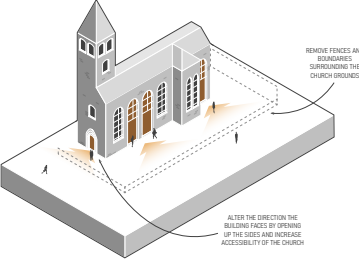 REMOVE FENCES AND
BOUNDARIES
SURROUNDING THE
CHURCH GROUNDS
ALTER THE DIRECTION THE
BUILDING FACES BY OPENING
UP THE SIDES AND INCREASE
ACCESSIBILITY OF THE CHURCH